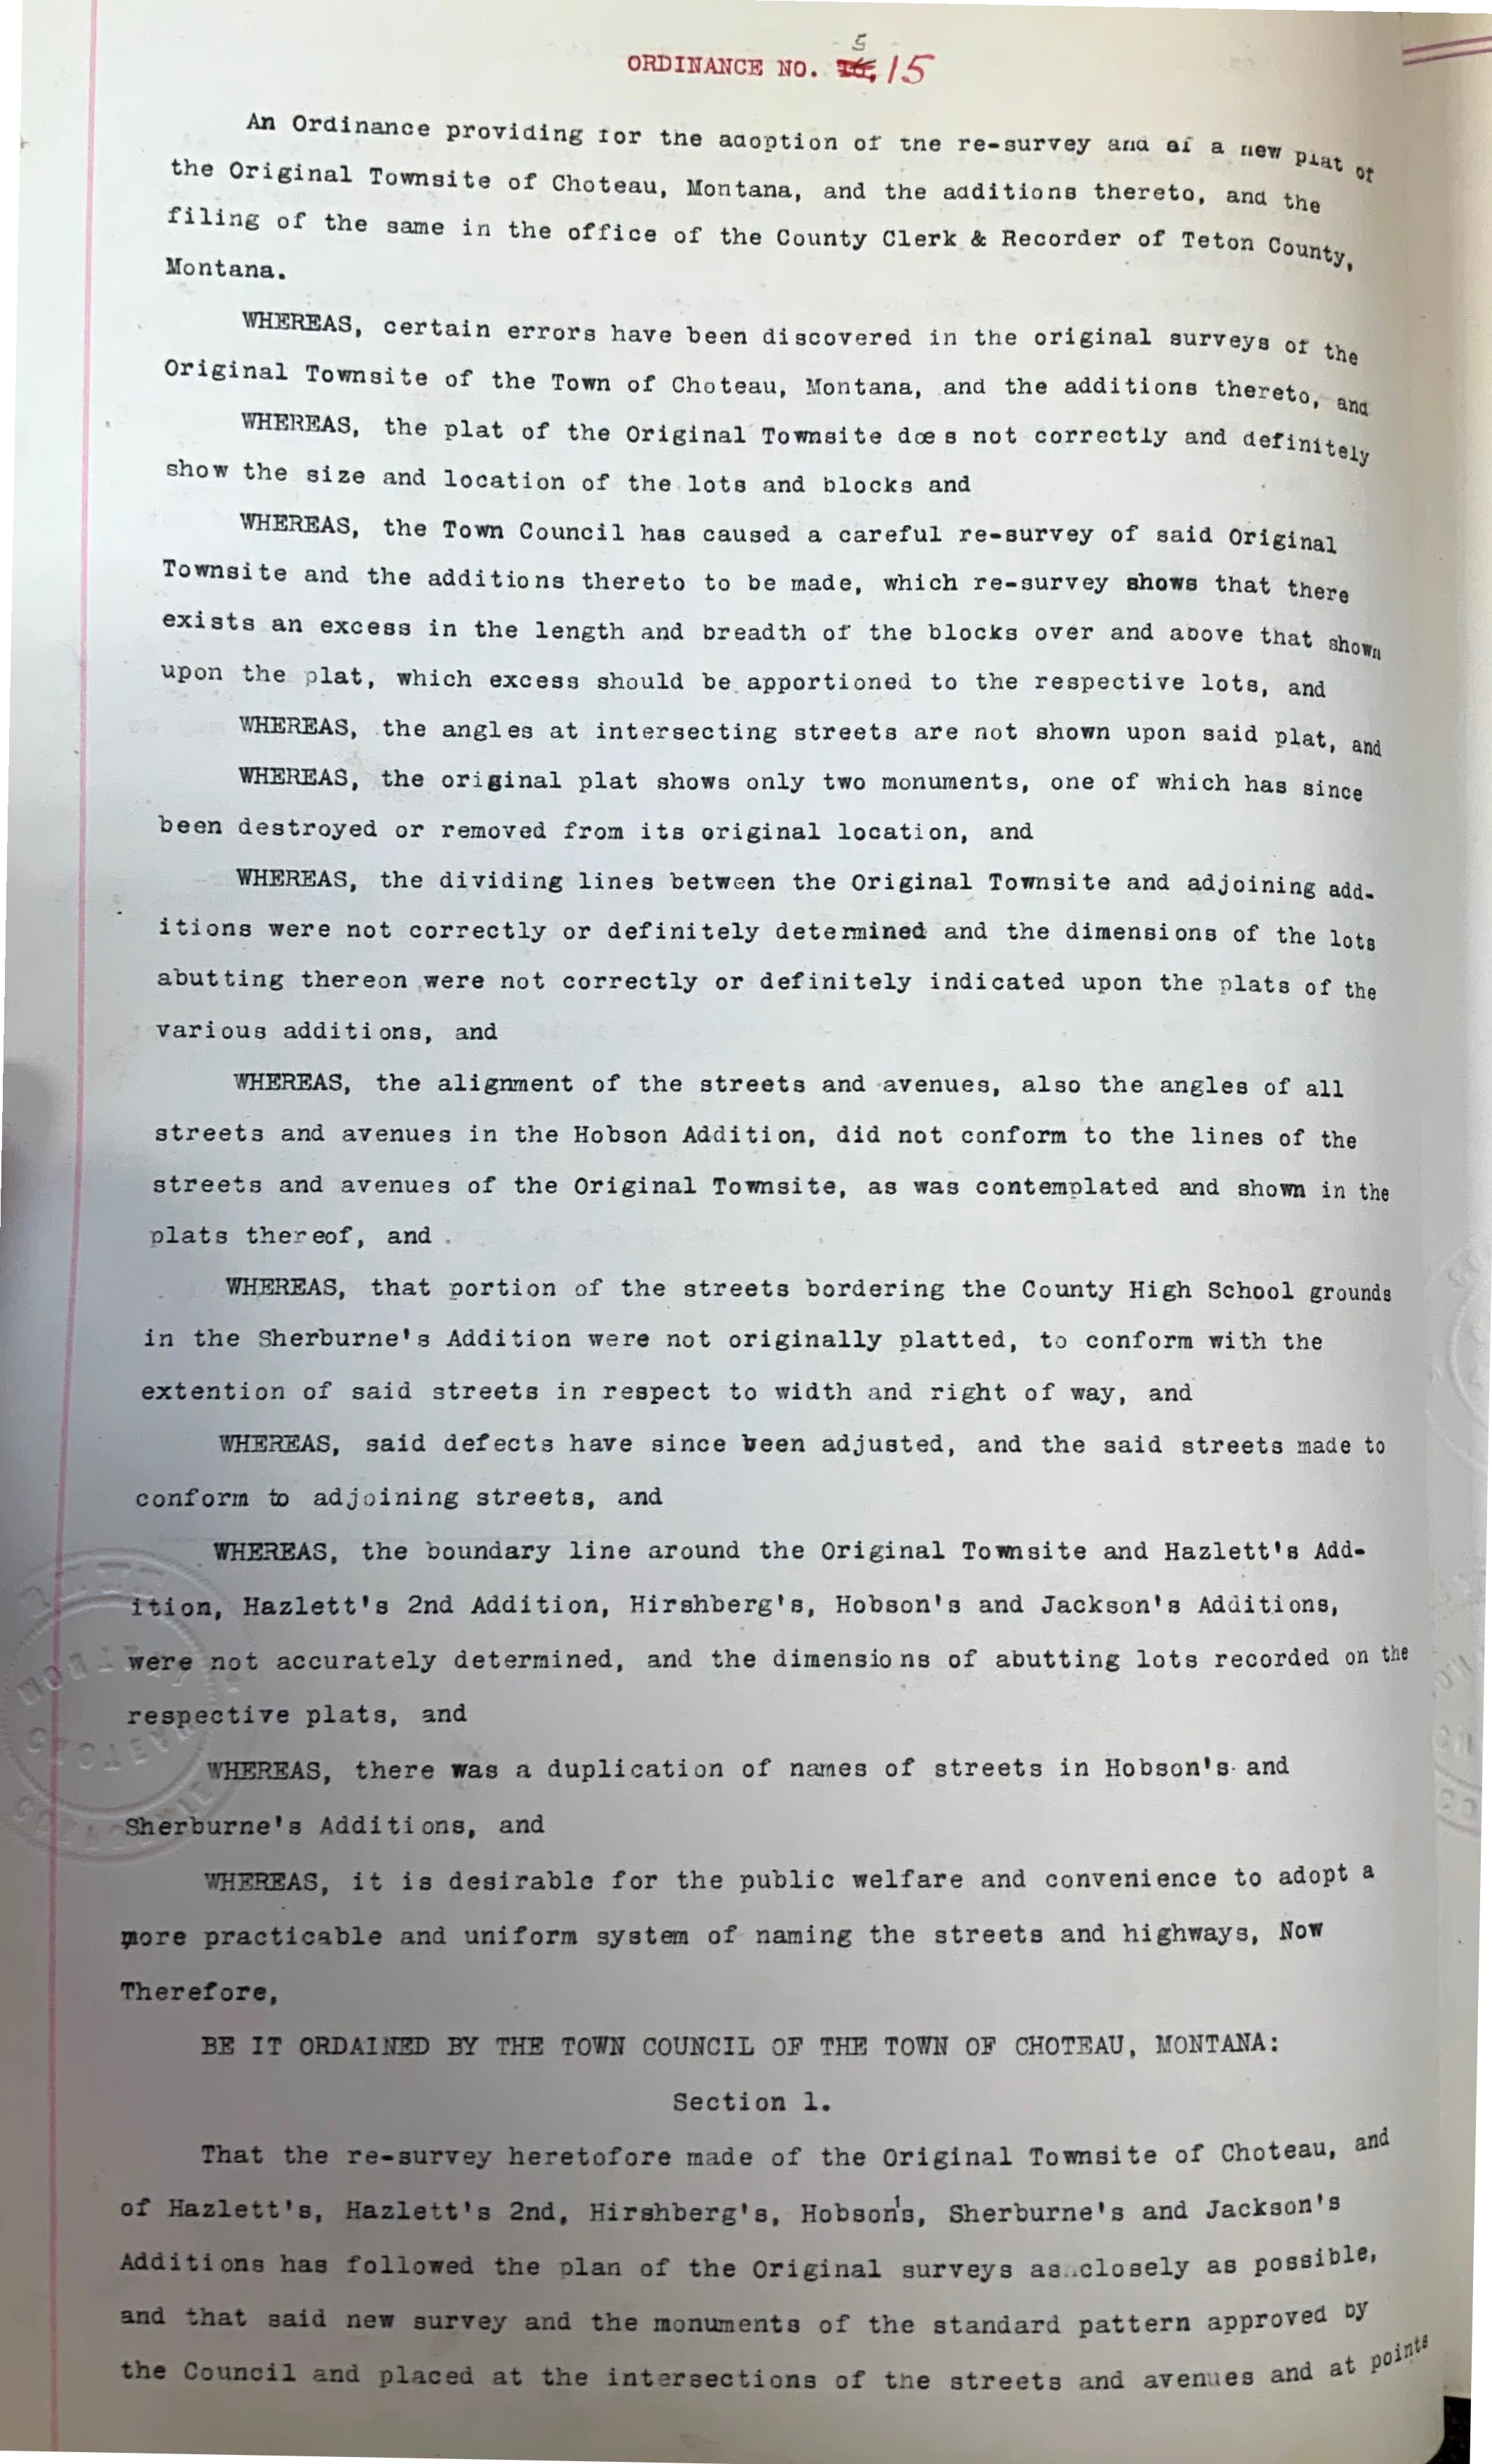 5
ORDINANCE NO. 15
An Ordinance providing for the adoption of the re-survey and of a new plat of
the Original Townsite of Choteau, Montana, and the additions thereto, and the
filing of the same in the office of the County Clerk & Recorder of Teton County,
Montana.
WHEREAS, certain errors have been discovered in the original surveys of the
Original Townsite of the Town of Choteau, Montana, and the additions thereto, and
WHEREAS, the plat of the Original Townsite does not correctly and definitely
show the size and location of the lots and blocks and
WHEREAS, the Town Council has caused a careful re-survey of said Original
Townsite and the additions thereto to be made, which re-survey shows that there
exists an excess in the length and breadth of the blocks over and above that shown
upon the plat, which excess should be apportioned to the respective lots, and
WHEREAS, the angles at intersecting streets are not shown upon said plat, and
WHEREAS, the original plat shows only two monuments, one of which has since
been destroyed or removed from its original location, and
WHEREAS, the dividing lines between the Original Townsite and adjoining add-
itions were not correctly or definitely determined and the dimensions of the lots
abutting thereon were not correctly or definitely indicated upon the plats of the
various additions, and
WHEREAS, the alignment of the streets and avenues, also the angles of all
streets and avenues in the Hobson Addition, did not conform to the lines of the
streets and avenues of the Original Townsite, as was contemplated and shown in the
plats thereof, and
WHEREAS, that portion of the streets bordering the County High School grounds
in the Sherburne's Addition were not originally platted, to conform with the
extention of said streets in respect to width and right of way, and
WHEREAS, said defects have since been adjusted, and the said streets made to
conform to adjoining streets, and
WHEREAS, the boundary line around the Original Townsite and Hazlett's Add-
ition, Hazlett's 2nd Addition, Hirshberg's, Hobson's and Jackson's Additions,
were not accurately determined, and the dimensions of abutting lots recorded on the
respective plats, and
WHEREAS, there was a duplication of names of streets in Hobson's and
Sherburne's Additions, and
WHEREAS, it is desirable for the public welfare and convenience to adopt a
more practicable and uniform system of naming the streets and highways, Now
Therefore,
BE IT ORDAINED BY THE TOWN COUNCIL OF THE TOWN OF CHOTEAU, MONTANA:
Section 1.
That the re-survey heretofore made of the Original Townsite of Choteau, and
of Hazlett's, Hazlett's 2nd, Hirshberg's, Hobson's, Sherburne's and Jackson's
Additions has followed the plan of the Original surveys as closely as possible,
and that said new survey and the monuments of the standard pattern approved by
the Council and placed at the intersections of the streets and avenues and at points